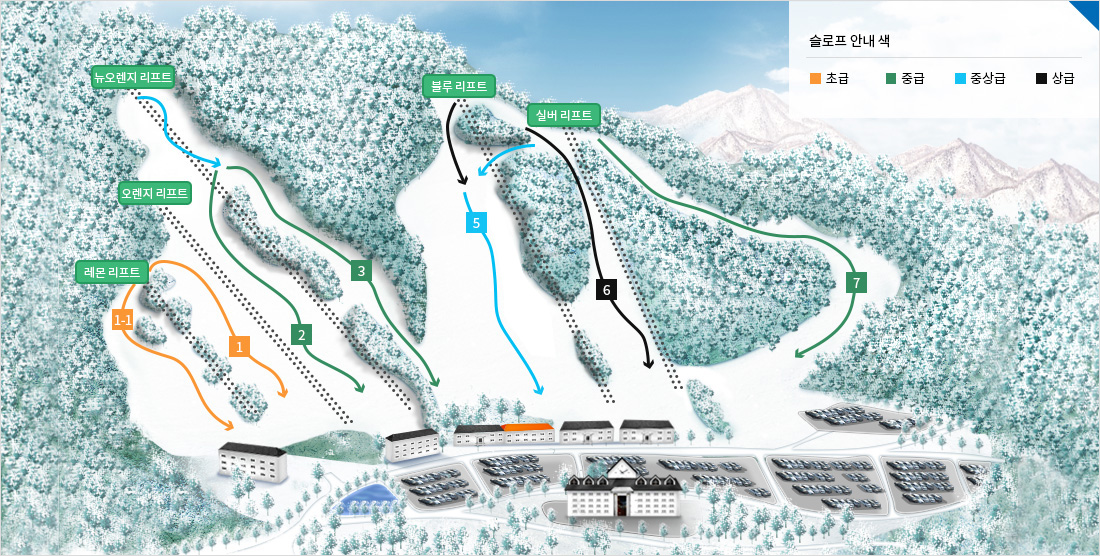 슬로프 안내 색
초급 중급 중상급 상급
뉴오렌지 리프트
블루 리프트
실버 리프트
오렌지 리프트
레몬 리프트
1-1
1
2
3
5
6
7